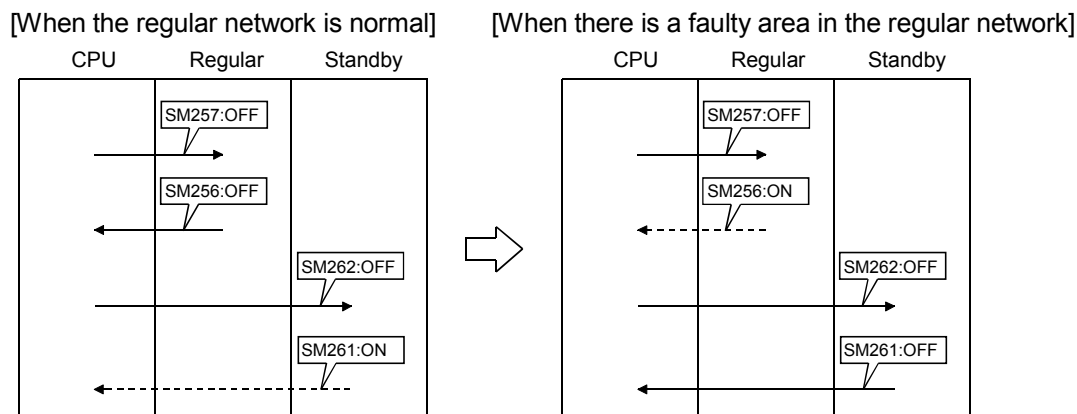 [When the regular network is normal]
CPU Regular Standby
SM257:OFF
SM256:OFF
SM262:OFF
SM261:ON
[When there is a faulty area in the regular network]
CPU Regular Standby
SM257:OFF
SM256:ON
SM262:OFF
SM261:OFF